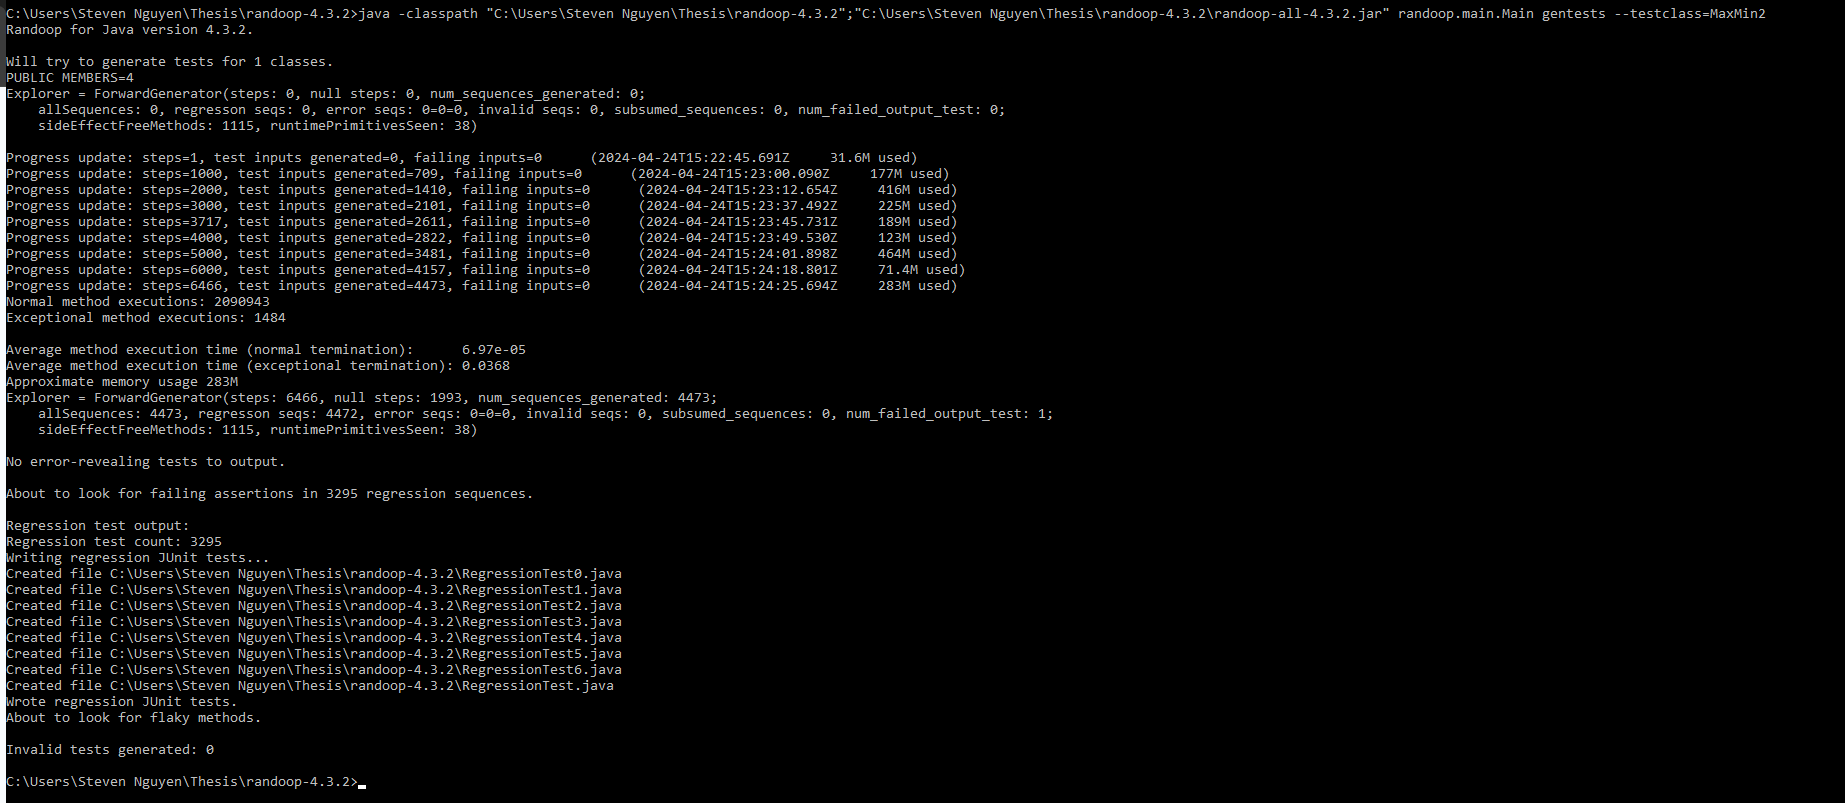 C:\Users\Steven Nguyen\Thesis\randoop-4.3.2>java -classpath "C:\Users\Steven Nguyen\Thesis\randoop-4.3.2";"C:\Users\Steven Nguyen\Thesis\randoop-4.3.2\randoop-all-4.3.2.jar" randoop.main.Main gentests --testclass=MaxMin2
Randoop for Java version 4.3.2.
Will try to generate tests for 1 classes.
PUBLIC MEMBERS=4
Explorer = ForwardGenerator(steps: 0, null steps: 0, num_sequences_generated: 0;
    allSequences: 0, regresson seqs: 0, error seqs: 0=0=0, invalid seqs: 0, subsumed_sequences: 0, num_failed_output_test: 0;
    sideEffectFreeMethods: 1115, runtimePrimitivesSeen: 38)
Progress update: steps=1, test inputs generated=0, failing inputs=0      (2024-04-24T15:22:45.691Z     31.6M used)
Progress update: steps=1000, test inputs generated=709, failing inputs=0      (2024-04-24T15:23:00.090Z     177M used)
Progress update: steps=2000, test inputs generated=1410, failing inputs=0      (2024-04-24T15:23:12.654Z     416M used)
Progress update: steps=3000, test inputs generated=2101, failing inputs=0      (2024-04-24T15:23:37.492Z     225M used)
Progress update: steps=3717, test inputs generated=2611, failing inputs=0      (2024-04-24T15:23:45.731Z     189M used)
Progress update: steps=4000, test inputs generated=2822, failing inputs=0      (2024-04-24T15:23:49.530Z     123M used)
Progress update: steps=5000, test inputs generated=3481, failing inputs=0      (2024-04-24T15:24:01.898Z     464M used)
Progress update: steps=6000, test inputs generated=4157, failing inputs=0      (2024-04-24T15:24:18.801Z     71.4M used)
Progress update: steps=6466, test inputs generated=4473, failing inputs=0      (2024-04-24T15:24:25.694Z     283M used)
Normal method executions: 2090943
Exceptional method executions: 1484
Average method execution time (normal termination):      6.97e-05
Average method execution time (exceptional termination): 0.0368
Approximate memory usage 283M
Explorer = ForwardGenerator(steps: 6466, null steps: 1993, num_sequences_generated: 4473;
    allSequences: 4473, regresson seqs: 4472, error seqs: 0=0=0, invalid seqs: 0, subsumed_sequences: 0, num_failed_output_test: 1;
    sideEffectFreeMethods: 1115, runtimePrimitivesSeen: 38)
No error-revealing tests to output.
About to look for failing assertions in 3295 regression sequences.
Regression test output:
Regression test count: 3295
Writing regression JUnit tests...
Created file C:\Users\Steven Nguyen\Thesis\randoop-4.3.2\RegressionTest0.java
Created file C:\Users\Steven Nguyen\Thesis\randoop-4.3.2\RegressionTest1.java
Created file C:\Users\Steven Nguyen\Thesis\randoop-4.3.2\RegressionTest2.java
Created file C:\Users\Steven Nguyen\Thesis\randoop-4.3.2\RegressionTest3.java
Created file C:\Users\Steven Nguyen\Thesis\randoop-4.3.2\RegressionTest4.java
Created file C:\Users\Steven Nguyen\Thesis\randoop-4.3.2\RegressionTest5.java
Created file C:\Users\Steven Nguyen\Thesis\randoop-4.3.2\RegressionTest6.java
Created file C:\Users\Steven Nguyen\Thesis\randoop-4.3.2\RegressionTest.java
Wrote regression JUnit tests.
About to look for flaky methods.
Invalid tests generated: 0
C:\Users\Steven Nguyen\Thesis\randoop-4.3.2>